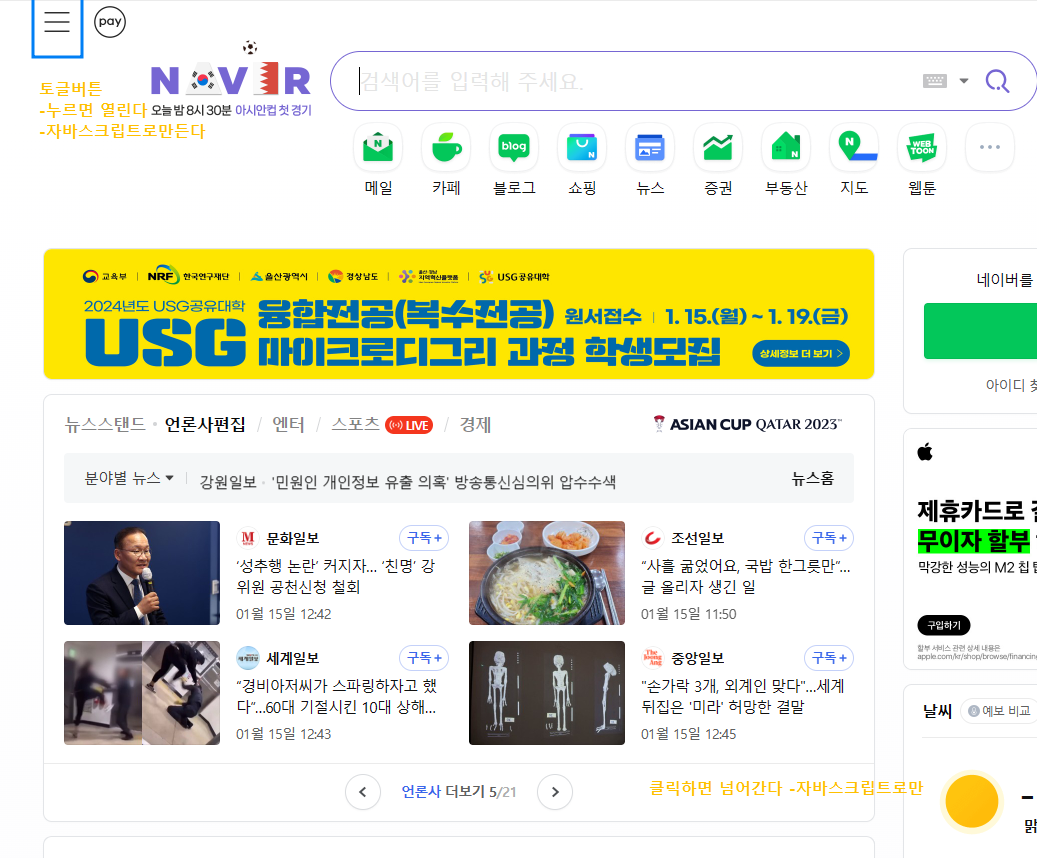 pay
토글버튼
-누르면 열린다
-자바스크립트로만든다
NAVER
오늘 밤 8시 30분 아시안컵 첫 경기
검색어를 입력해 주세요.
N
blog
N
N
N
WEB
TOON
메일
카페
블로그
쇼핑
뉴스
증권
부동산
지도
웹툰
교육부
NRF 한국연구재단
울산광역시
경상남도
USG공유대학
2024년도 USG공유대학
USG
융합전공(복수전공) 원서접수 1. 15.(월) ~ 1. 19.(금)
마이크로디그리 과정 학생모집
상세정보 더 보기 >
네이버를
아이디 찾
뉴스스탠드 · 언론사편집 / 엔터 / 스포츠 LIVE / 경제
ASIAN CUP QATAR 2023™
분야별 뉴스
강원일보 · '민원인 개인정보 유출 의혹' 방송통신심의위 압수수색
뉴스홈
M 문화일보
구독+
‘성추행 논란’ 커지자… ‘친명’ 강
위원 공천신청 철회
01월 15일 12:42
조선일보
구독+
“사흘 굶었어요, 국밥 한그릇만”...
글 올리자 생긴 일
01월 15일 11:50
세계일보 세계일보
구독+
“경비아저씨가 스파링하자고 했
다”…60대 기절시킨 10대 상해...
01월 15일 12:43
The JoongAng 중앙일보
구독+
"손가락 3개, 외계인 맞다"…세계
뒤집은 '미라' 허망한 결말
01월 15일 12:45
< 언론사 더보기 5/21 >
클릭하면 넘어간다 -자바스크립트로만
제휴카드로
무이자 할부
막강한 성능의 M2 칩 탑
구입하기
할부 서비스 관련 상세 내용은
apple.com/kr/shop/browse/financing
날씨
예보 비교
맑